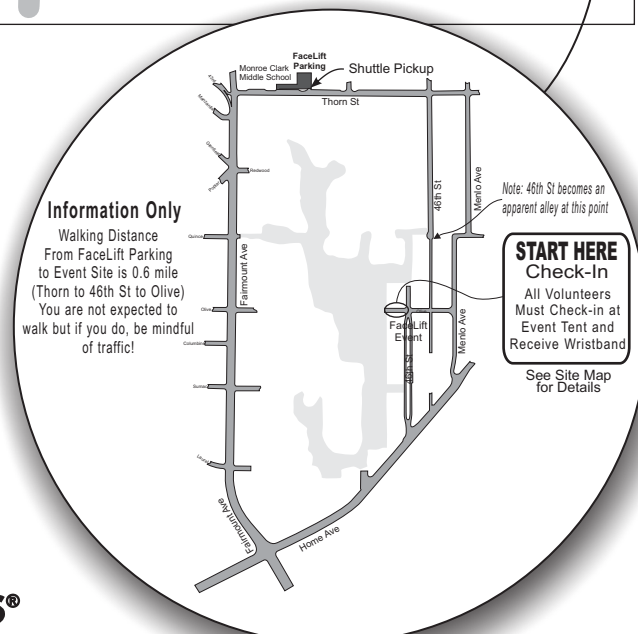 FaceLift
Parking
Monroe Clark
Middle School
Shuttle Pickup
Thorn St
Redwood
46th St
Menlo Ave
Note: 46th St becomes an
apparent alley at this point
Information Only
Walking Distance
From FaceLift Parking
to Event Site is 0.6 mile
(Thorn to 46th St to Olive)
You are not expected to
walk but if you do, be mindful
of traffic!
Quince
Fairmount Ave
START HERE
Check-In
All Volunteers
Must Check-in at
Event Tent and
Receive Wristband
See Site Map
for Details
Olive
FaceLift
Event
46th St
Menlo Ave
Columbine
Sumac
Fairmount Ave
Home Ave
S®